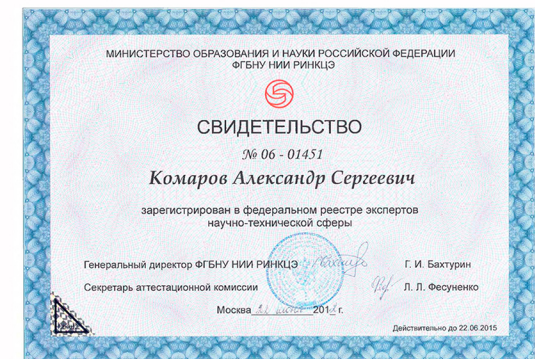 МИНИСТЕРСТВО ОБРАЗОВАНИЯ И НАУКИ РОССИЙСКОЙ ФЕДЕРАЦИИ
ФГБНУ НИИ РИНКЦЭ
СВИДЕТЕЛЬСТВО
№ 06 - 01451
Комаров Александр Сергеевич
зарегистрирован в федеральном реестре экспертов
научно-технической сферы
Генеральный директор ФГБНУ НИИ РИНКЦЭ Г. И. Бахтурин
Секретарь аттестационной комиссии Л. Л. Фесуненко
Москва 201 г.
Действительно до 22.06.2015